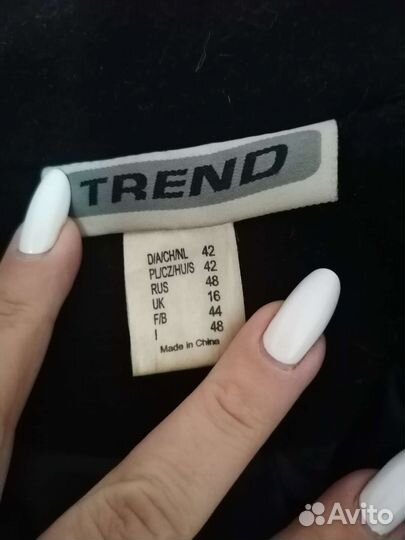 TREND
D/A/CH/NL 42
PL/CZ/HU/S 42
RUS 48
UK 16
F/B 44
I 48
Made in China
Avito